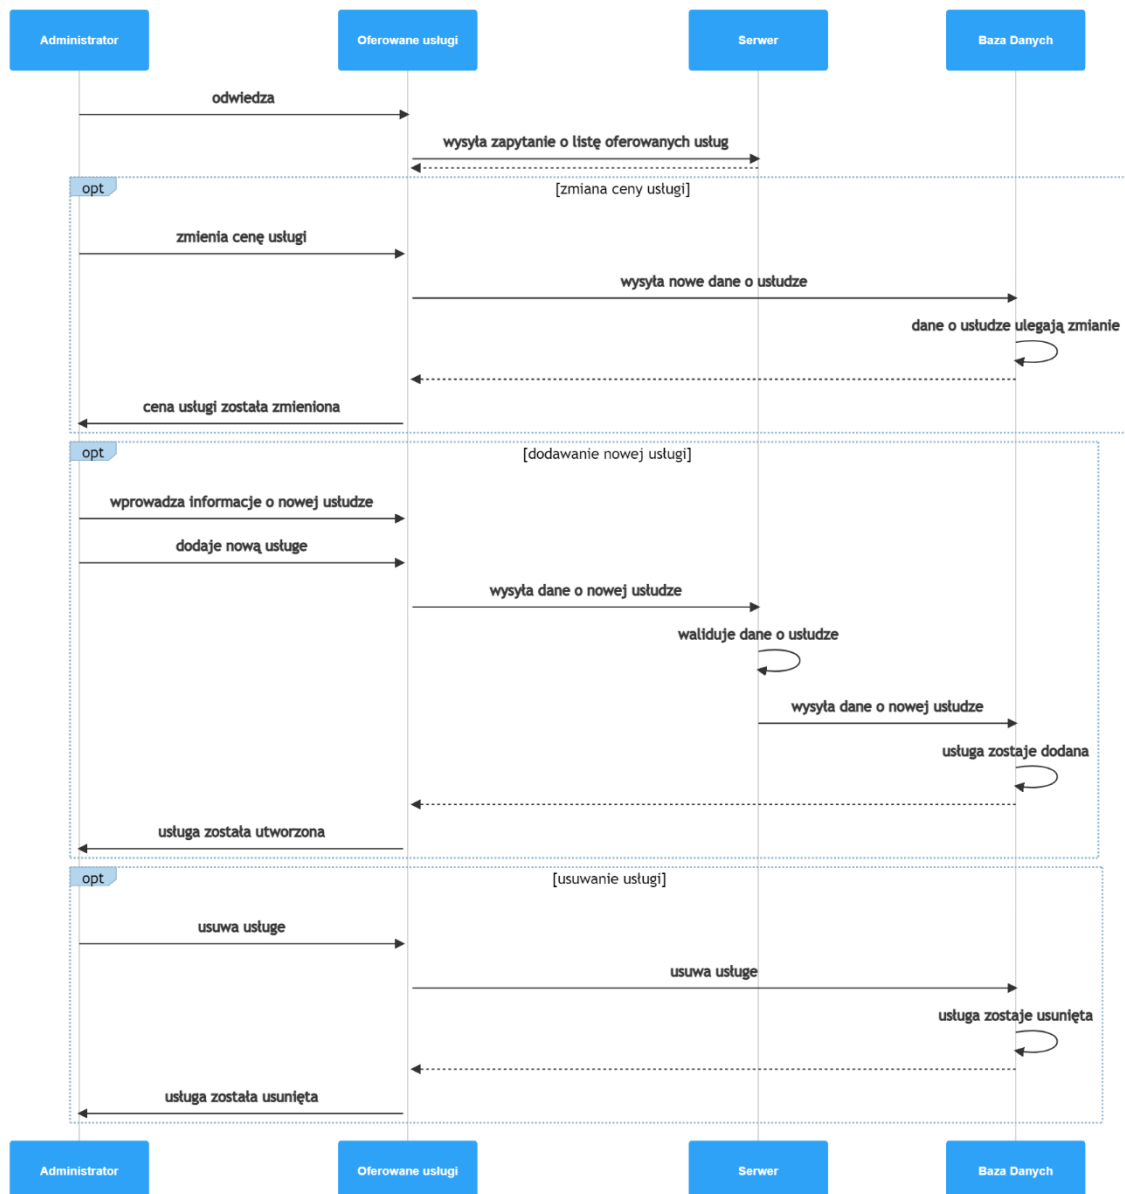 Administrator
Oferowane usługi
Serwer
Baza Danych
odwiedza
wysyła zapytanie o listę oferowanych usług
opt
[zmiana ceny usługi]
zmienia cenę usługi
wysyła nowe dane o usłudze
dane o usłudze ulegają zmianie
cena usługi została zmieniona
opt
[dodawanie nowej usługi]
wprowadza informacje o nowej usłudze
dodaje nową usługe
wysyła dane o nowej usłudze
waliduje dane o usłudze
wysyła dane o nowej usłudze
usługa zostaje dodana
usługa została utworzona
opt
[usuwanie usługi]
usuwa usługe
usuwa usługe
usługa zostaje usunięta
usługa została usunięta
Administrator
Oferowane usługi
Serwer
Baza Danych